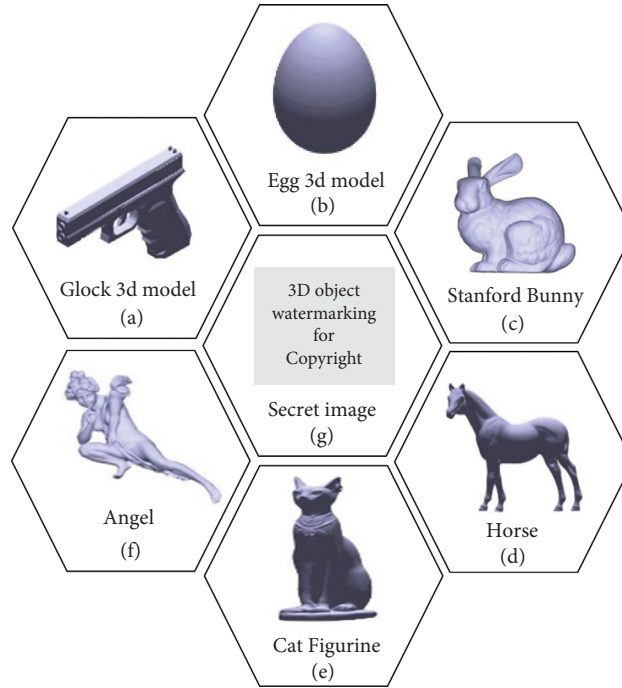 Egg 3d model
(b)
Glock 3d model
(a)
Stanford Bunny
(c)
3D object
watermarking
for
Copyright
Secret image
(g)
Angel
(f)
Horse
(d)
Cat Figurine
(e)